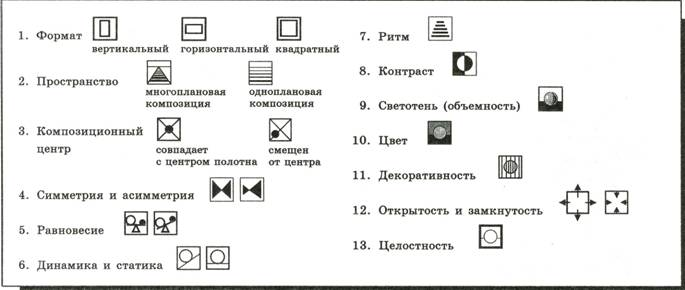 1. Формат
вертикальный горизонтальный квадратный
2. Пространство
многоплановая одноплановая
композиция композиция
3. Композиционный
центр
совпадает смещен
с центром полотна от центра
4. Симметрия и асимметрия
5. Равновесие
6. Динамика и статика
7. Ритм
8. Контраст
9. Светотень (объемность)
10. Цвет
11. Декоративность
12. Открытость и замкнутость
13. Целостность